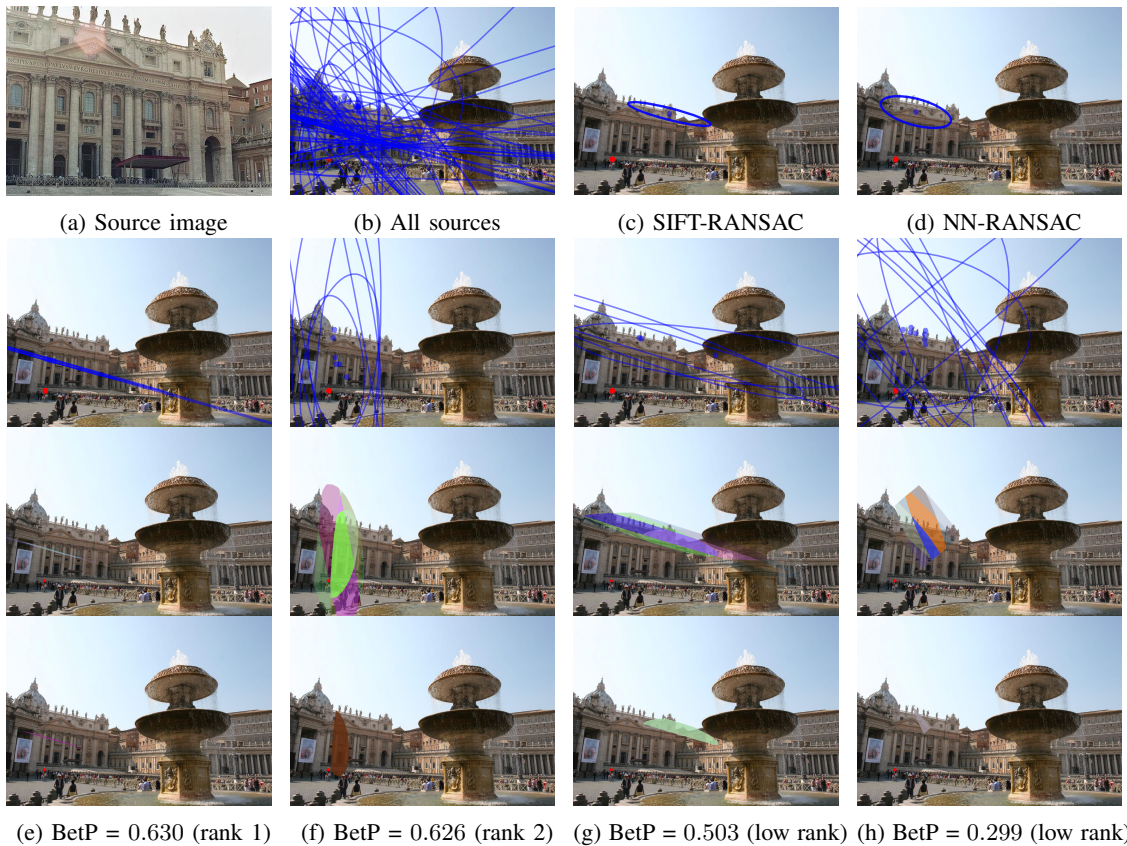 (a) Source image
(b) All sources
(c) SIFT-RANSAC
(d) NN-RANSAC
(e) BetP = 0.630 (rank 1)
(f) BetP = 0.626 (rank 2)
(g) BetP = 0.503 (low rank)
(h) BetP = 0.299 (low rank)